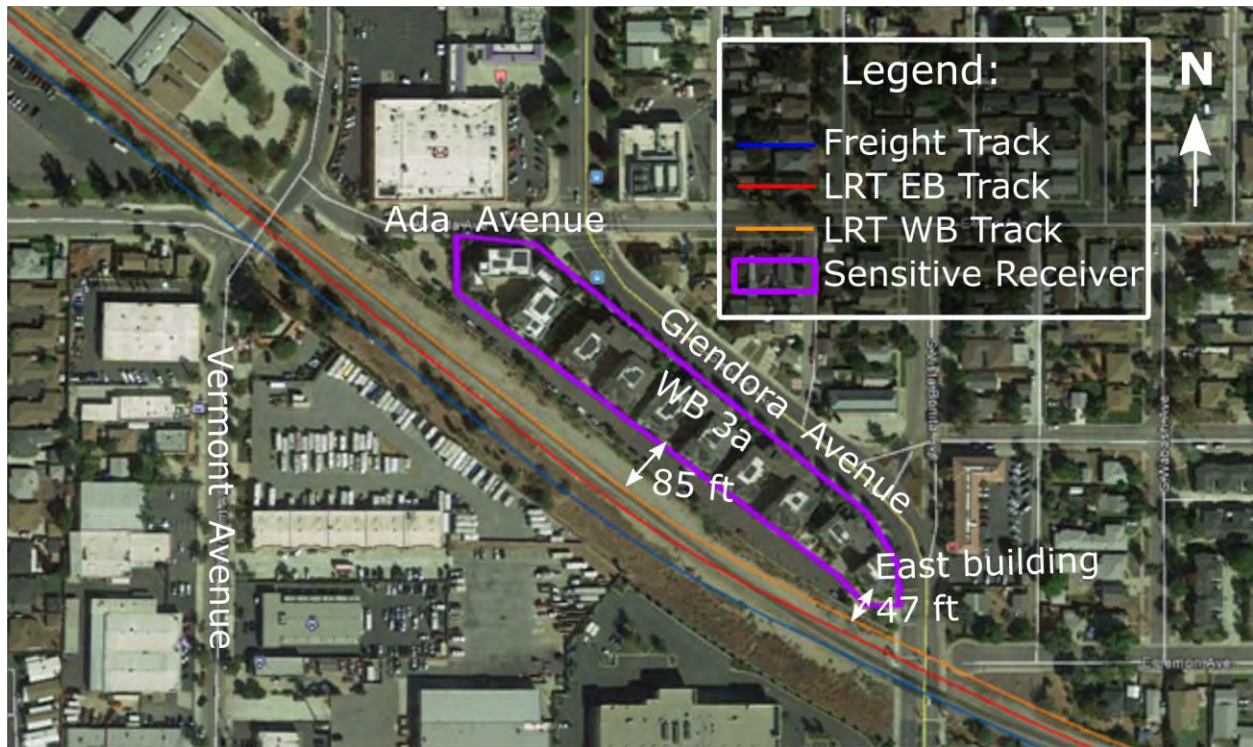 Legend:
N
Freight Track
LRT EB Track
LRT WB Track
Sensitive Receiver
Ada Avenue
Glendora Avenue
WB 3a
Vermont Avenue
85 ft
East building
47 ft